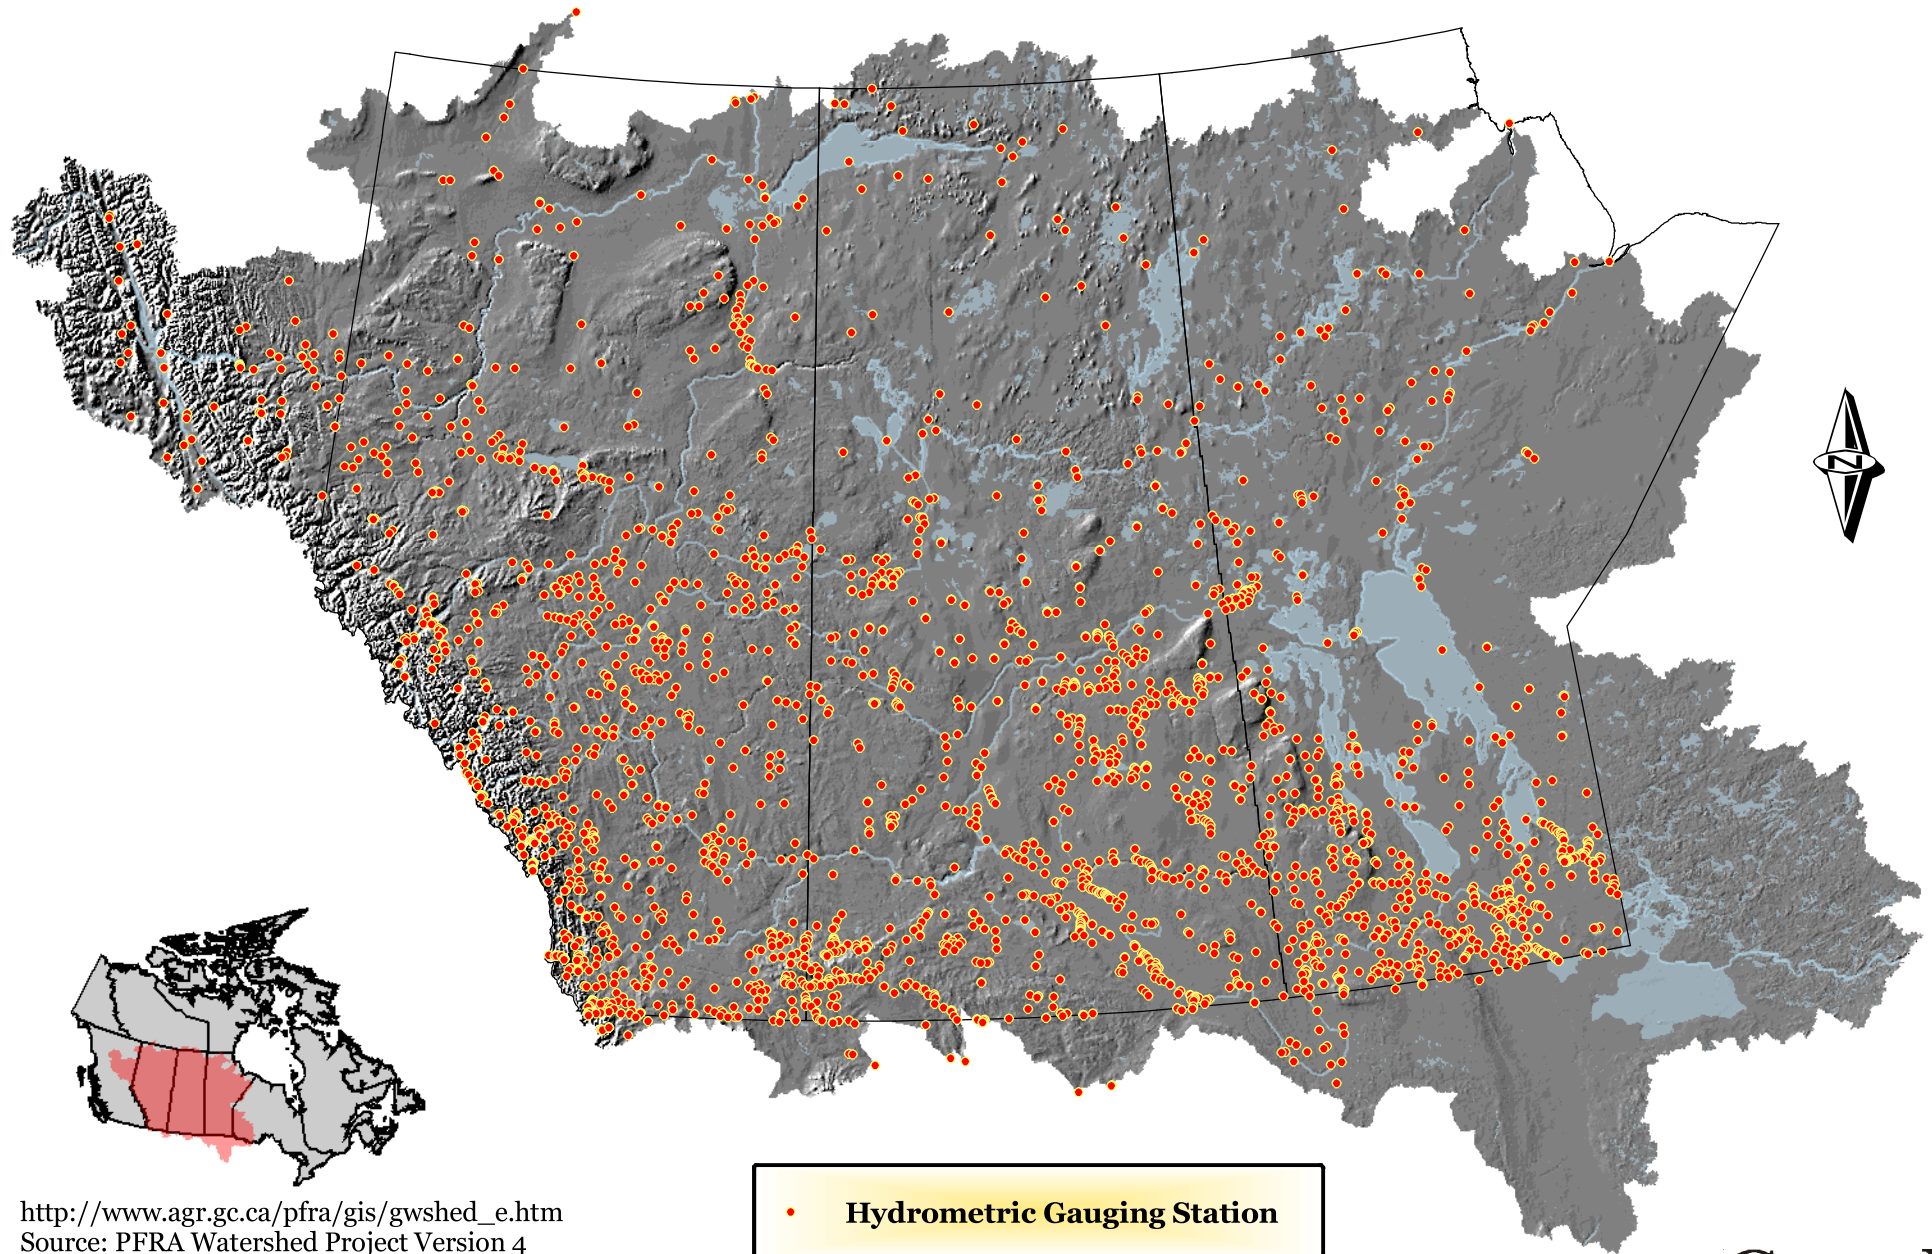 N
http://www.agr.gc.ca/pfra/gis/gwshed_e.htm
Source: PFRA Watershed Project Version 4
Hydrometric Gauging Station